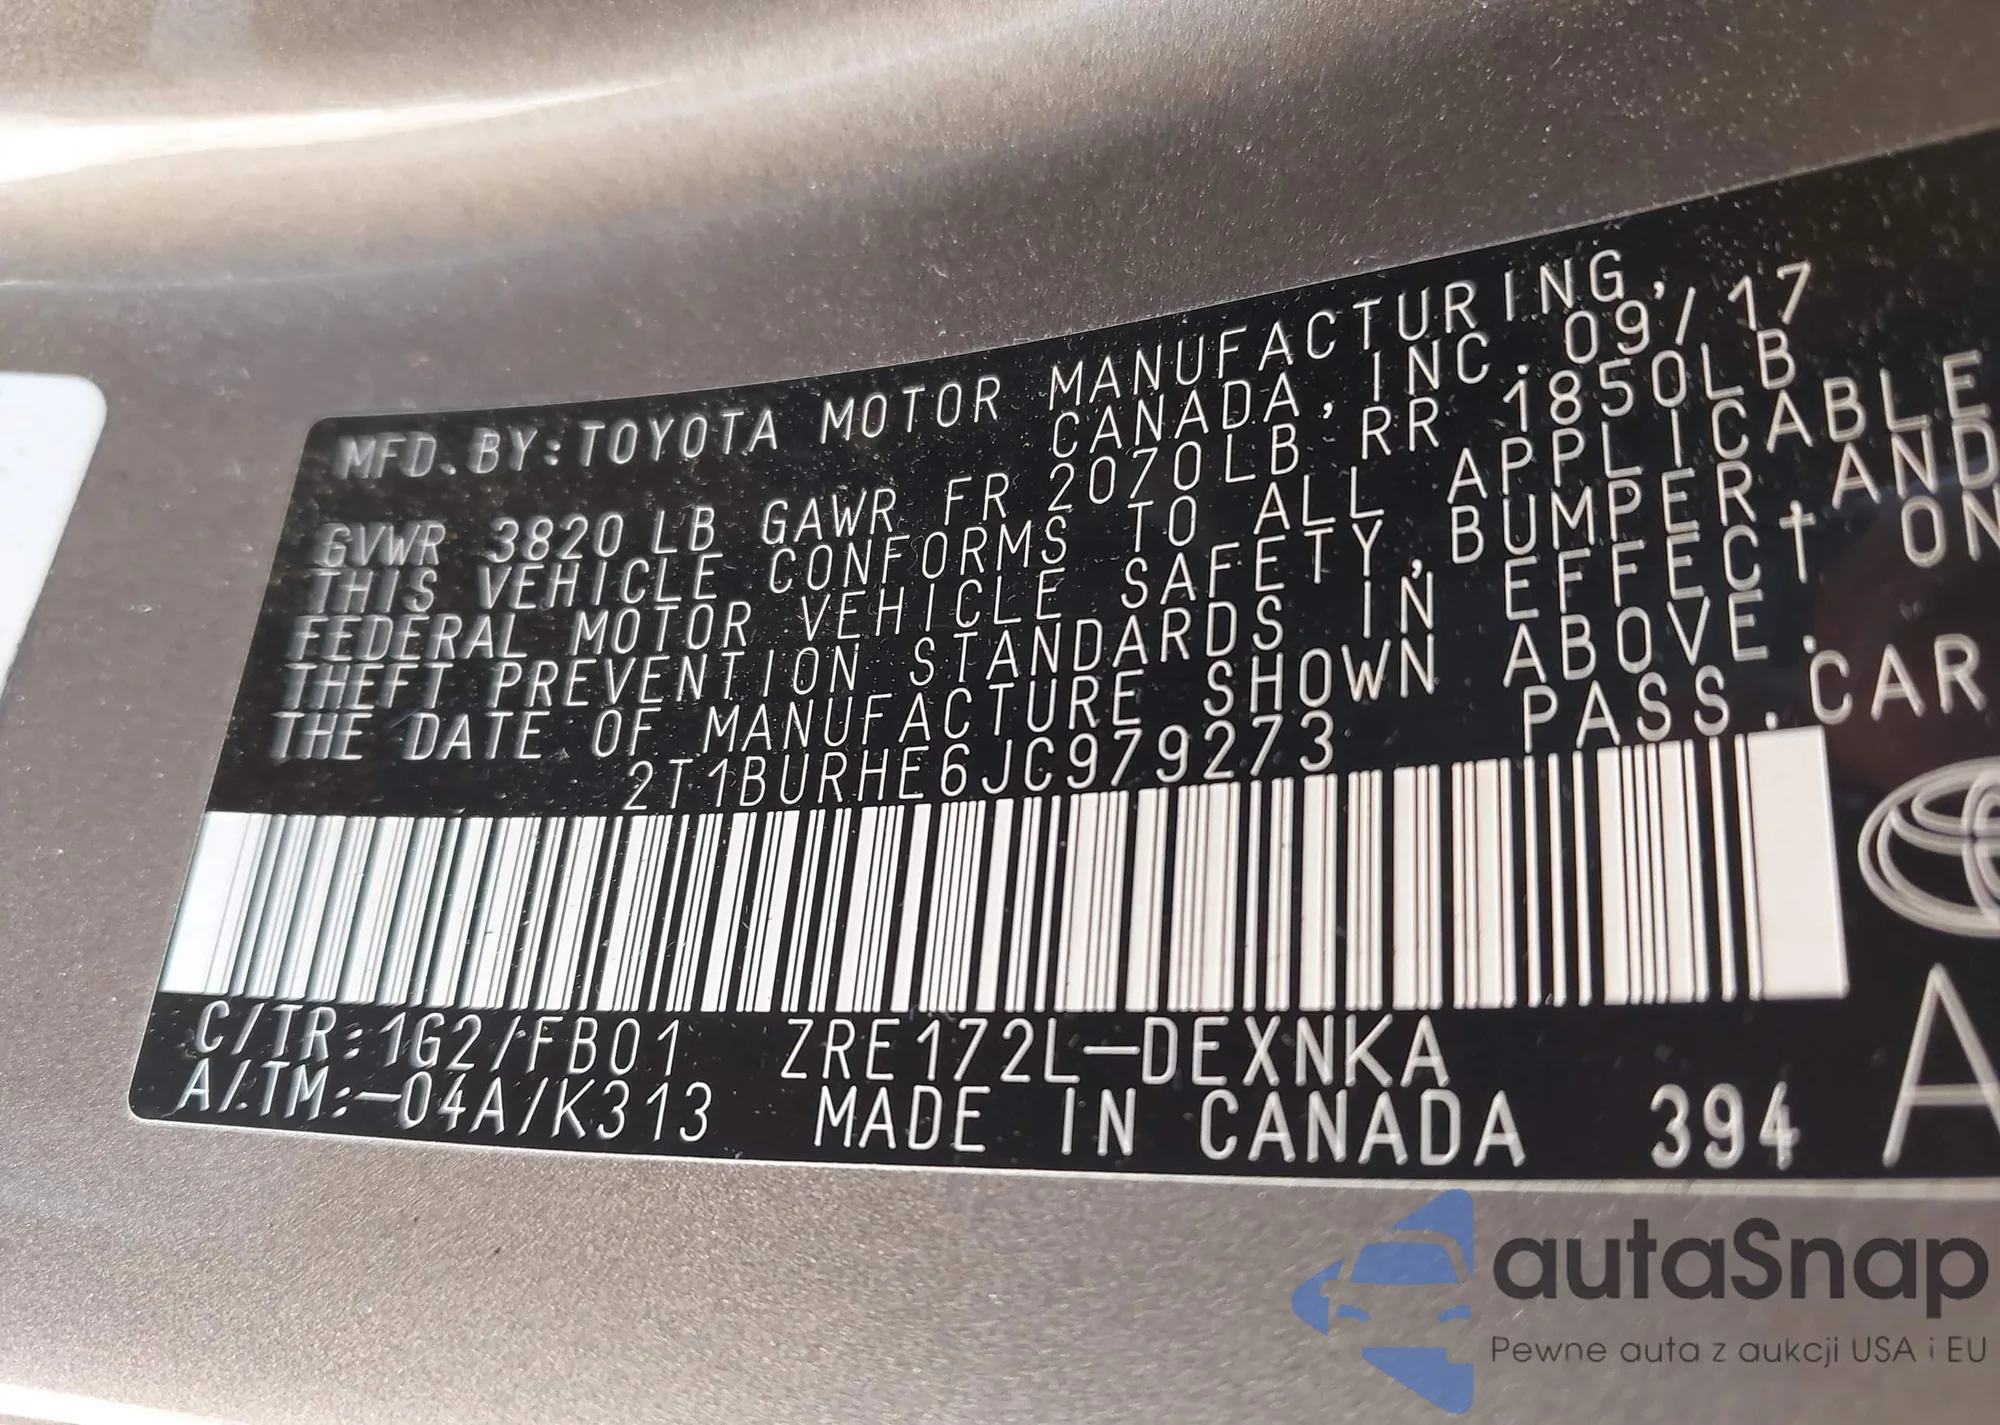 MFD. BY: TOYOTA MOTOR MANUFACTURING,
CANADA, INC. 09/17
GVWR 3820 LB GAWR FR 2070LB RR 1850LB
THIS VEHICLE CONFORMS TO ALL APPLICABLE
FEDERAL MOTOR VEHICLE SAFETY, BUMPER, AND
THEFT PREVENTION STANDARDS IN EFFECT ON
THE DATE OF MANUFACTURE SHOWN ABOVE.
2T1BURHE6JC979273 PASS. CAR
C/TR: 1G2/FB01 ZRE172L-DEXNKA
A/TM: -04A/K313 MADE IN CANADA 394
A
autaSnap
Pewne auta z aukcji USA i EU